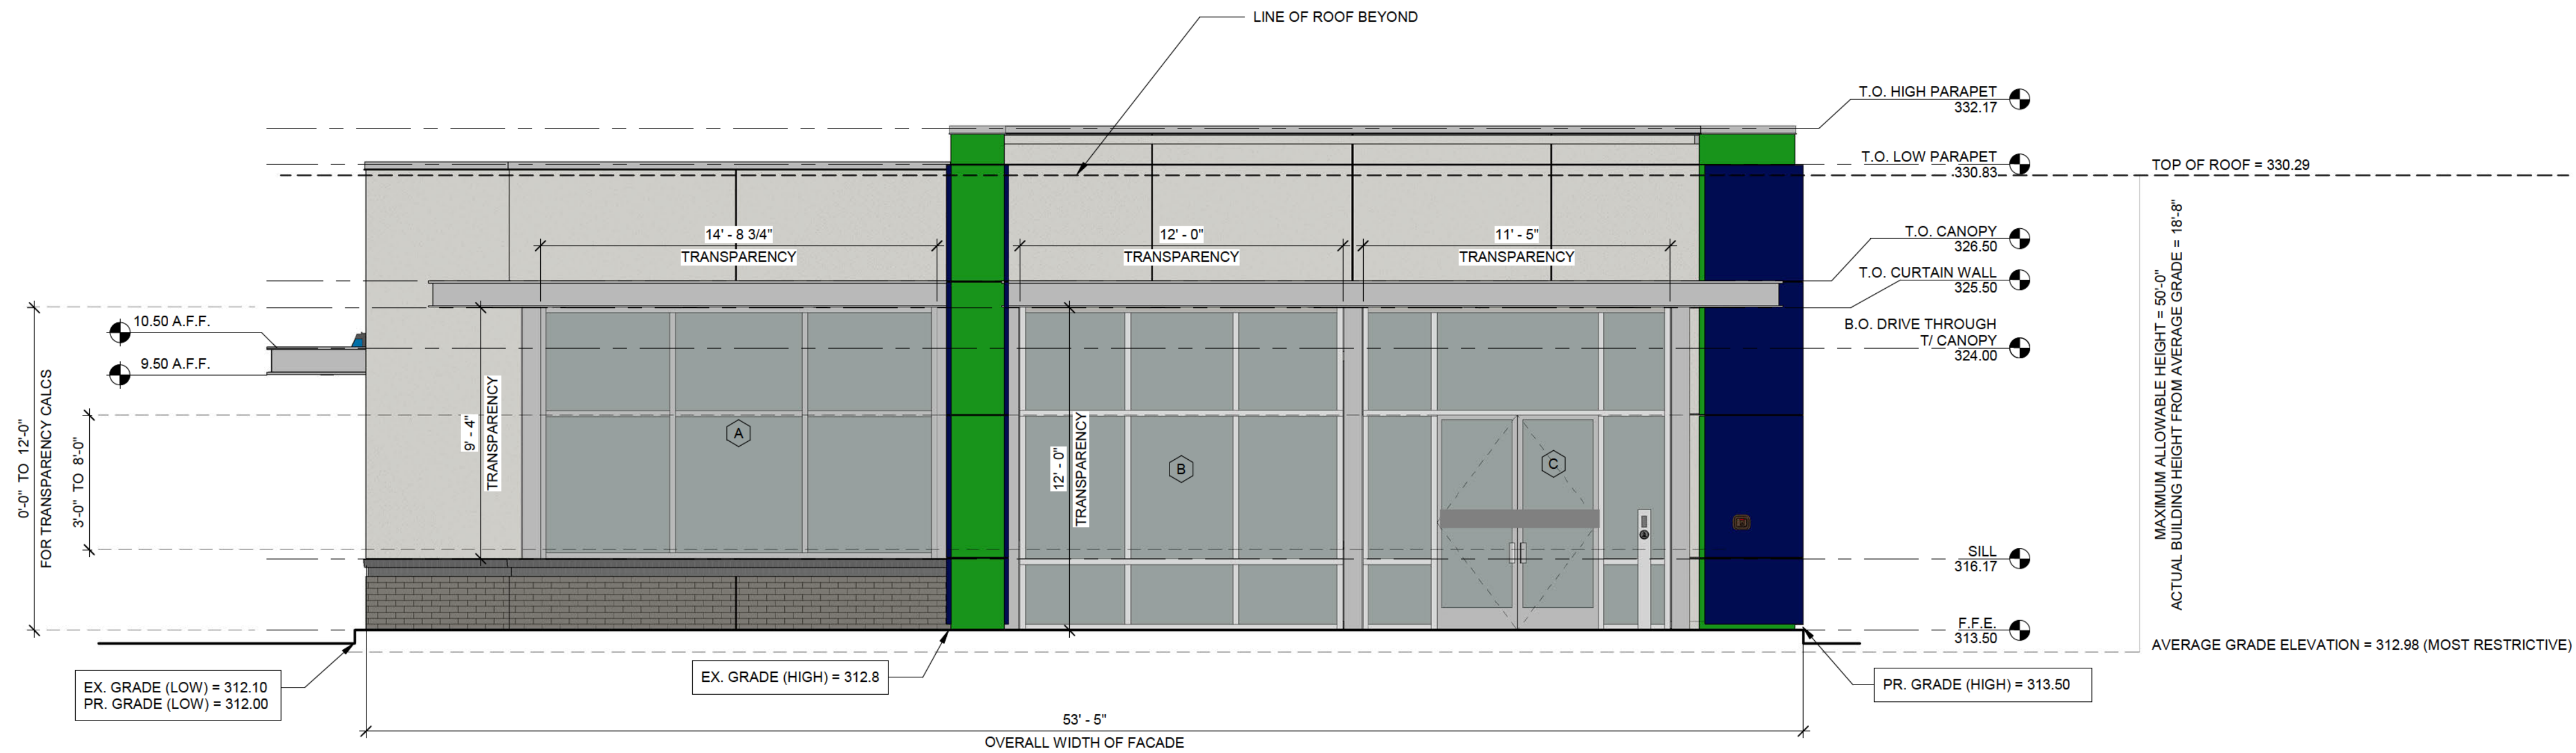 LINE OF ROOF BEYOND
T.O. HIGH PARAPET
332.17
T.O. LOW PARAPET
330.83
TOP OF ROOF = 330.29
14' - 8 3/4"
TRANSPARENCY
12' - 0"
TRANSPARENCY
11' - 5"
TRANSPARENCY
T.O. CANOPY
326.50
T.O. CURTAIN WALL
325.50
B.O. DRIVE THROUGH
T/ CANOPY
324.00
10.50 A.F.F.
9.50 A.F.F.
0'-0" TO 12'-0"
FOR TRANSPARENCY CALCS
3'-0" TO 8'-0"
9' - 4"
TRANSPARENCY
A
12' - 0"
TRANSPARENCY
B
C
MAXIMUM ALLOWABLE HEIGHT = 50'-0"
ACTUAL BUILDING HEIGHT FROM AVERAGE GRADE = 18'-8"
SILL
316.17
F.F.E.
313.50
AVERAGE GRADE ELEVATION = 312.98 (MOST RESTRICTIVE)
EX. GRADE (LOW) = 312.10
PR. GRADE (LOW) = 312.00
EX. GRADE (HIGH) = 312.8
PR. GRADE (HIGH) = 313.50
53' - 5"
OVERALL WIDTH OF FACADE